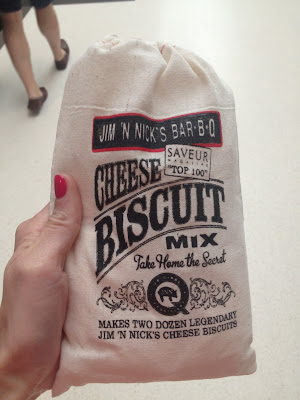 JIM 'N NICK'S BAR·B·Q
SAVEUR
MAGAZINE
"TOP 100"
CHEESE
BISCUIT
MIX
Take Home the Secret
MAKES TWO DOZEN LEGENDARY
JIM 'N NICK'S CHEESE BISCUITS